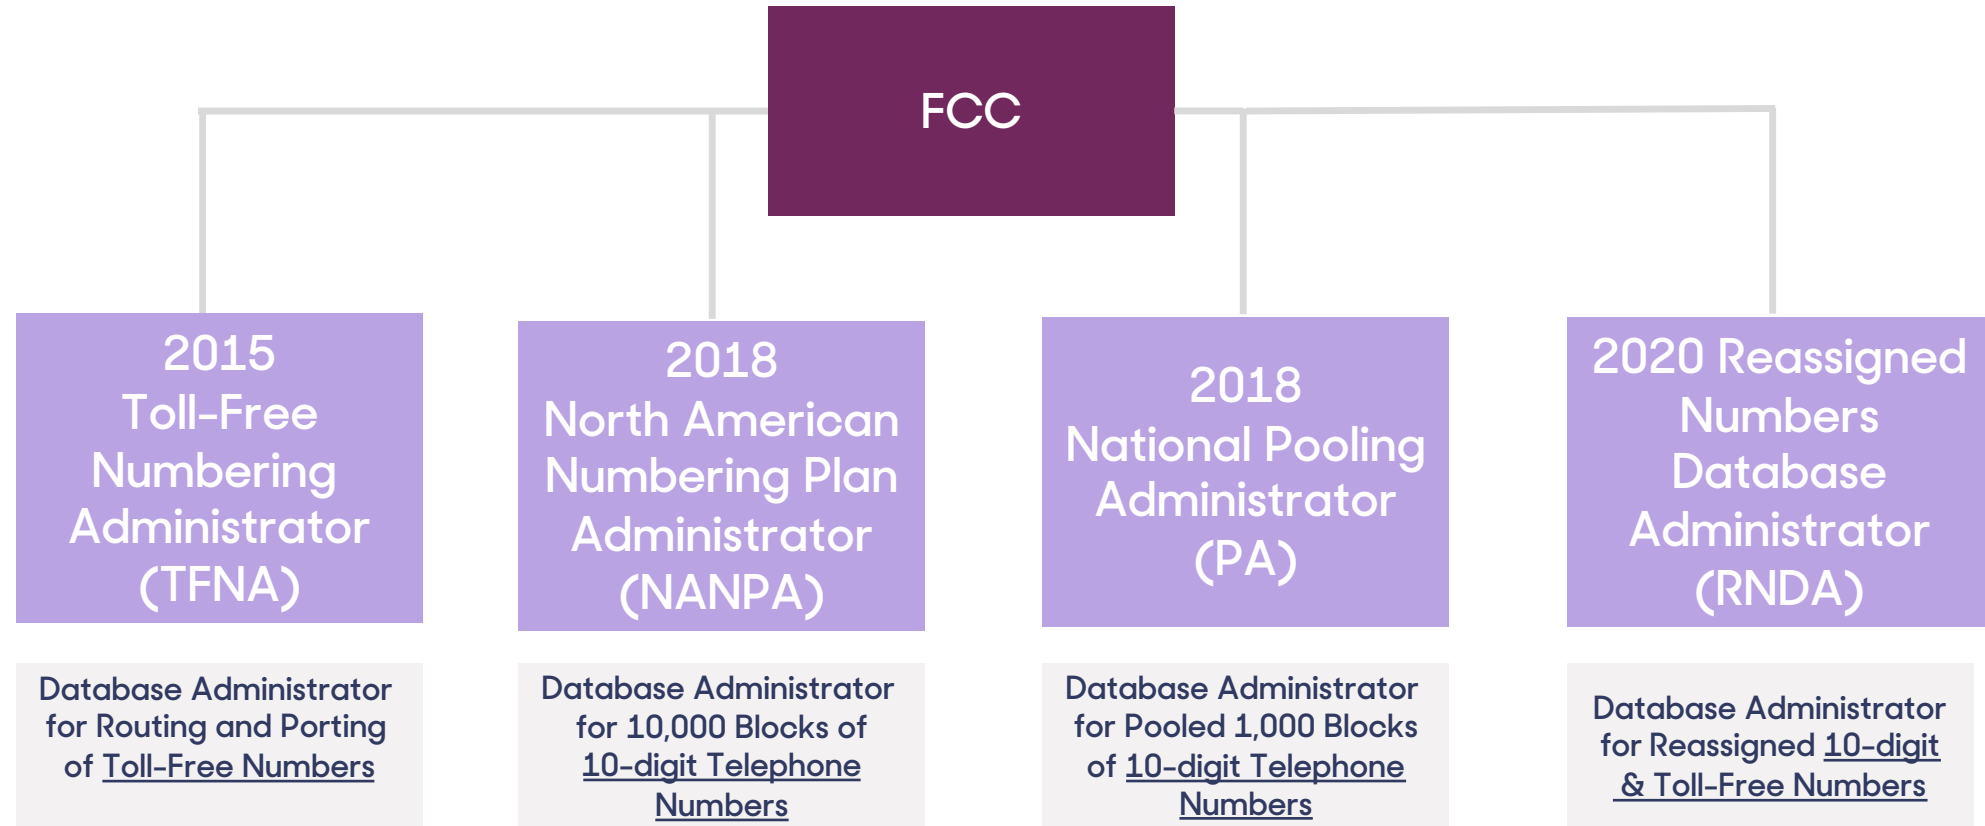 FCC
2015
Toll-Free
Numbering
Administrator
(TFNA)
2018
North American
Numbering Plan
Administrator
(NANPA)
2018
National Pooling
Administrator
(PA)
2020 Reassigned
Numbers
Database
Administrator
(RNDA)
Database Administrator
for Routing and Porting
of Toll-Free Numbers
Database Administrator
for 10,000 Blocks of
10-digit Telephone
Numbers
Database Administrator
for Pooled 1,000 Blocks
of 10-digit Telephone
Numbers
Database Administrator
for Reassigned 10-digit
& Toll-Free Numbers